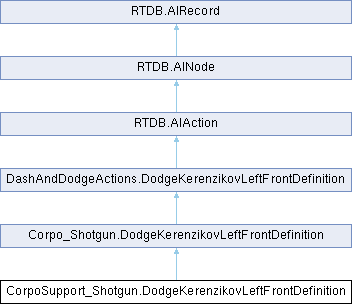 RTDB.AIRecord
RTDB.AINode
RTDB.AIAction
DashAndDodgeActions.DodgeKerenzikovLeftFrontDefinition
Corpo_Shotgun.DodgeKerenzikovLeftFrontDefinition
CorpoSupport_Shotgun.DodgeKerenzikovLeftFrontDefinition